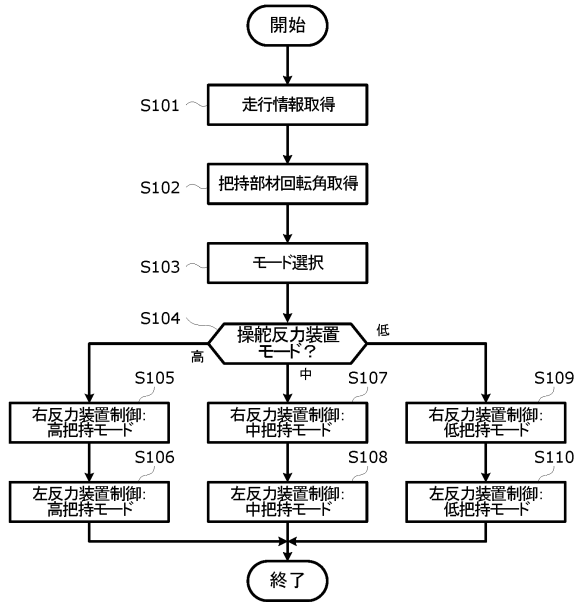 開始
S101
走行情報取得
S102
把持部材回転角取得
S103
モード選択
S104
操舵反力装置
モード？
高
中
低
S105
右反力装置制御:
高把持モード
S107
右反力装置制御:
中把持モード
S109
右反力装置制御:
低把持モード
S106
左反力装置制御:
高把持モード
S108
左反力装置制御:
中把持モード
S110
左反力装置制御:
低把持モード
終了